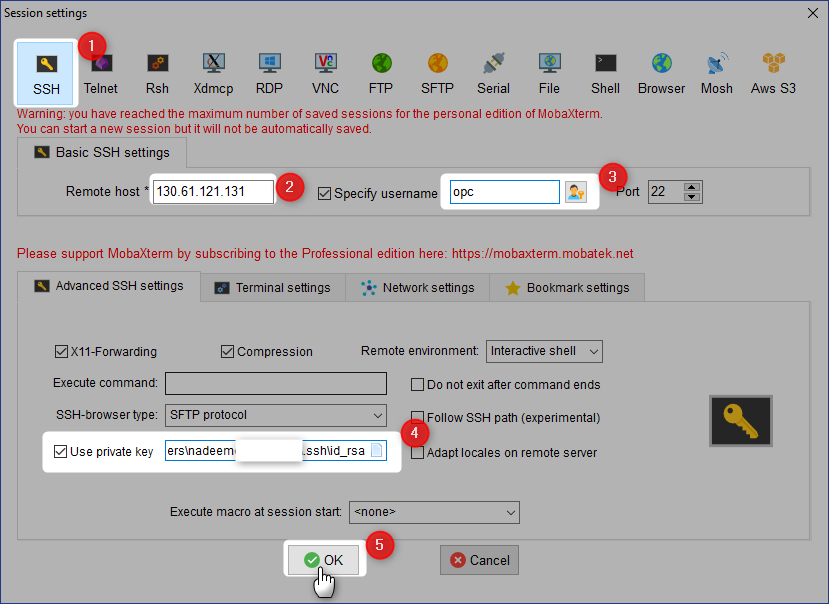 Session settings
1
SSH Telnet Rsh Xdmcp RDP VNC FTP SFTP Serial File Shell Browser Mosh Aws S3
Warning: you have reached the maximum number of saved sessions for the personal edition of MobaXterm.
You can start a new session but it will not be automatically saved.
Basic SSH settings
Remote host * 130.61.121.131 2 Specify username opc 3 Port 22
Please support MobaXterm by subscribing to the Professional edition here: https://mobaxterm.mobatek.net
Advanced SSH settings Terminal settings Network settings Bookmark settings
X11-Forwarding Compression Remote environment: Interactive shell
Execute command: Do not exit after command ends
SSH-browser type: SFTP protocol Follow SSH path (experimental)
4
Use private key ers\nadeem .ssh\id_rsa Adapt locales on remote server
Execute macro at session start: <none>
5
OK Cancel